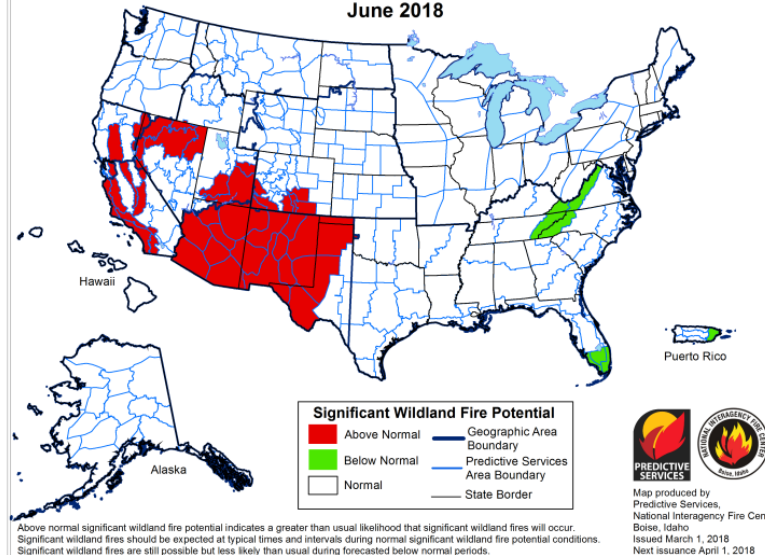 June 2018
Hawaii
Puerto Rico
Alaska
Significant Wildland Fire Potential
Above Normal
Below Normal
Normal
Geographic Area
Boundary
Predictive Services
Area Boundary
State Border
PREDICTIVE
SERVICES
NATIONAL INTERAGENCY FIRE CENTER
Boise, Idaho
Map produced by
Predictive Services,
National Interagency Fire Cen
Boise, Idaho
Issued March 1, 2018
Next issuance April 1, 2018
Above normal significant wildland fire potential indicates a greater than usual likelihood that significant wildland fires will occur.
Significant wildland fires should be expected at typical times and intervals during normal significant wildland fire potential conditions.
Significant wildland fires are still possible but less likely than usual during forecasted below normal periods.